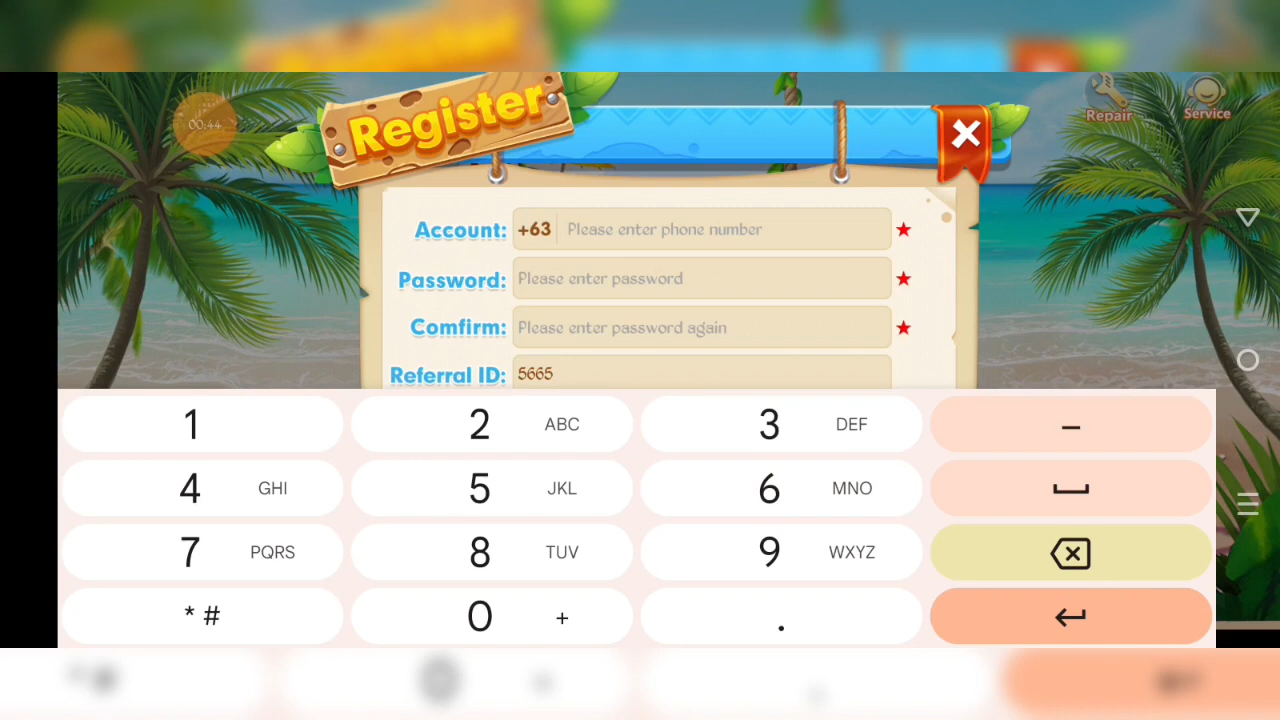 Register
00:44
Repair
Service
Account: +63 Please enter phone number ★
Password: Please enter password ★
Comfirm: Please enter password again ★
Referral ID: 5665
1
2 ABC
3 DEF
–
4 GHI
5 JKL
6 MNO
7 PQRS
8 TUV
9 WXYZ
* #
0 +
.